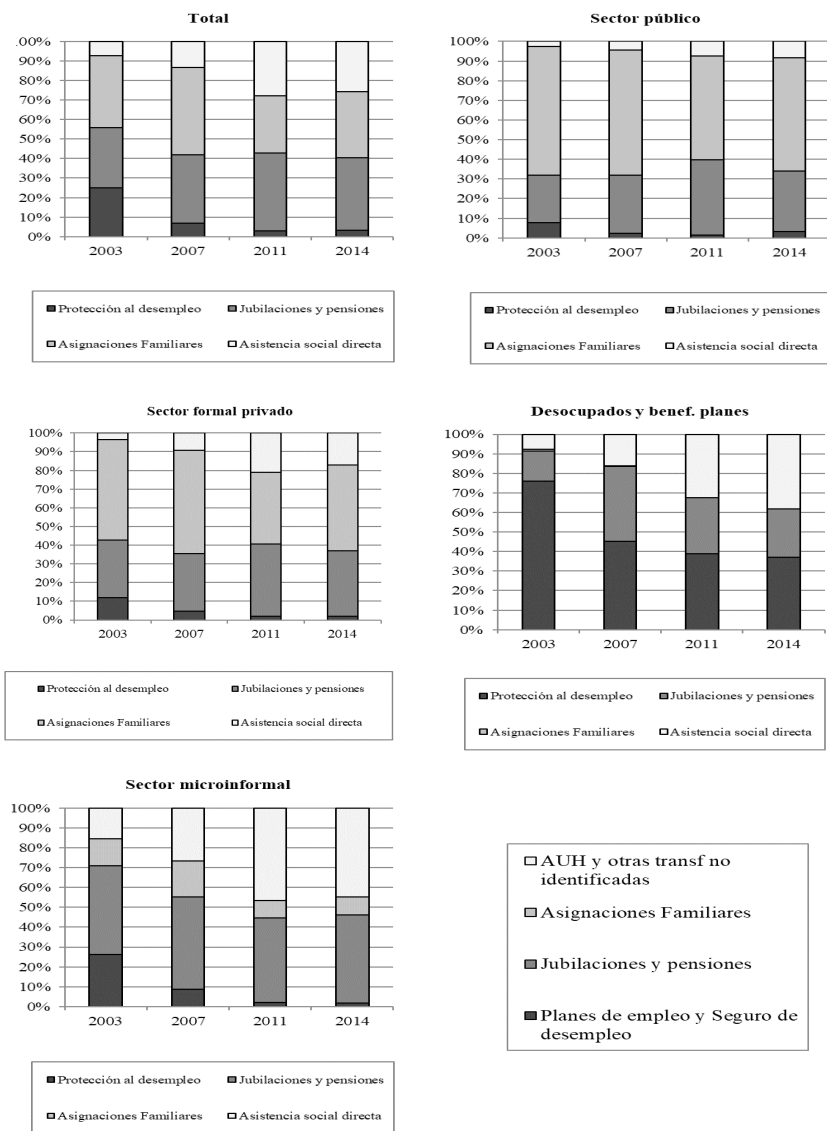 Total
.00%
90%
80%
70%
60%
50%
40%
30%
20%
10%
0%
2003 2007 2011 2014
Protección al desempleo Jubilaciones y pensiones
Asignaciones Familiares Asistencia social directa
Sector público
100%
90%
80%
70%
60%
50%
40%
30%
20%
10%
0%
2003 2007 2011 2014
Protección al desempleo Jubilaciones y pensiones
Asignaciones Familiares Asistencia social directa
Sector formal privado
100%
90%
80%
70%
60%
50%
40%
30%
20%
10%
0%
2003 2007 2011 2014
Protección al desempleo Jubilaciones y pensiones
Asignaciones Familiares Asistencia social directa
Desocupados y benef. planes
100%
90%
80%
70%
60%
50%
40%
30%
20%
10%
0%
2003 2007 2011 2014
Protección al desempleo Jubilaciones y pensiones
Asignaciones Familiares Asistencia social directa
Sector microinformal
100%
90%
80%
70%
60%
50%
40%
30%
20%
10%
0%
2003 2007 2011 2014
Protección al desempleo Jubilaciones y pensiones
Asignaciones Familiares Asistencia social directa
AUH y otras transf no
identificadas
Asignaciones Familiares
Jubilaciones y pensiones
Planes de empleo y Seguro de
desempleo